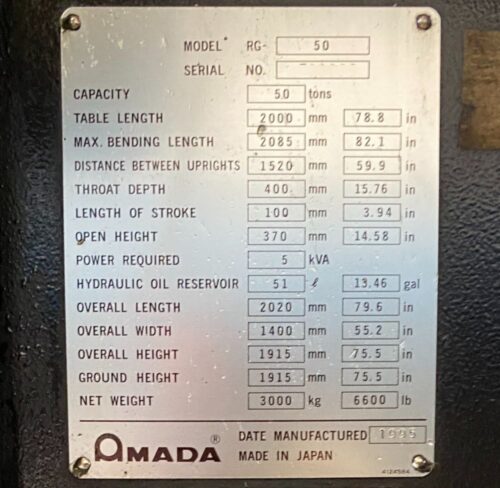 MODEL RG- 50
SERIAL NO.
CAPACITY 50 tons
TABLE LENGTH 2000 mm 78.8 in
MAX. BENDING LENGTH 2085 mm 82.1 in
DISTANCE BETWEEN UPRIGHTS 1520 mm 59.9 in
THROAT DEPTH 400 mm 15.76 in
LENGTH OF STROKE 100 mm 3.94 in
OPEN HEIGHT 370 mm 14.58 in
POWER REQUIRED 5 kVA
HYDRAULIC OIL RESERVOIR 51 ℓ 13.46 gal
OVERALL LENGTH 2020 mm 79.6 in
OVERALL WIDTH 1400 mm 55.2 in
OVERALL HEIGHT 1915 mm 75.5 in
GROUND HEIGHT 1915 mm 75.5 in
NET WEIGHT 3000 kg 6600 lb
AMADA ® DATE MANUFACTURED 1995
MADE IN JAPAN
4124584